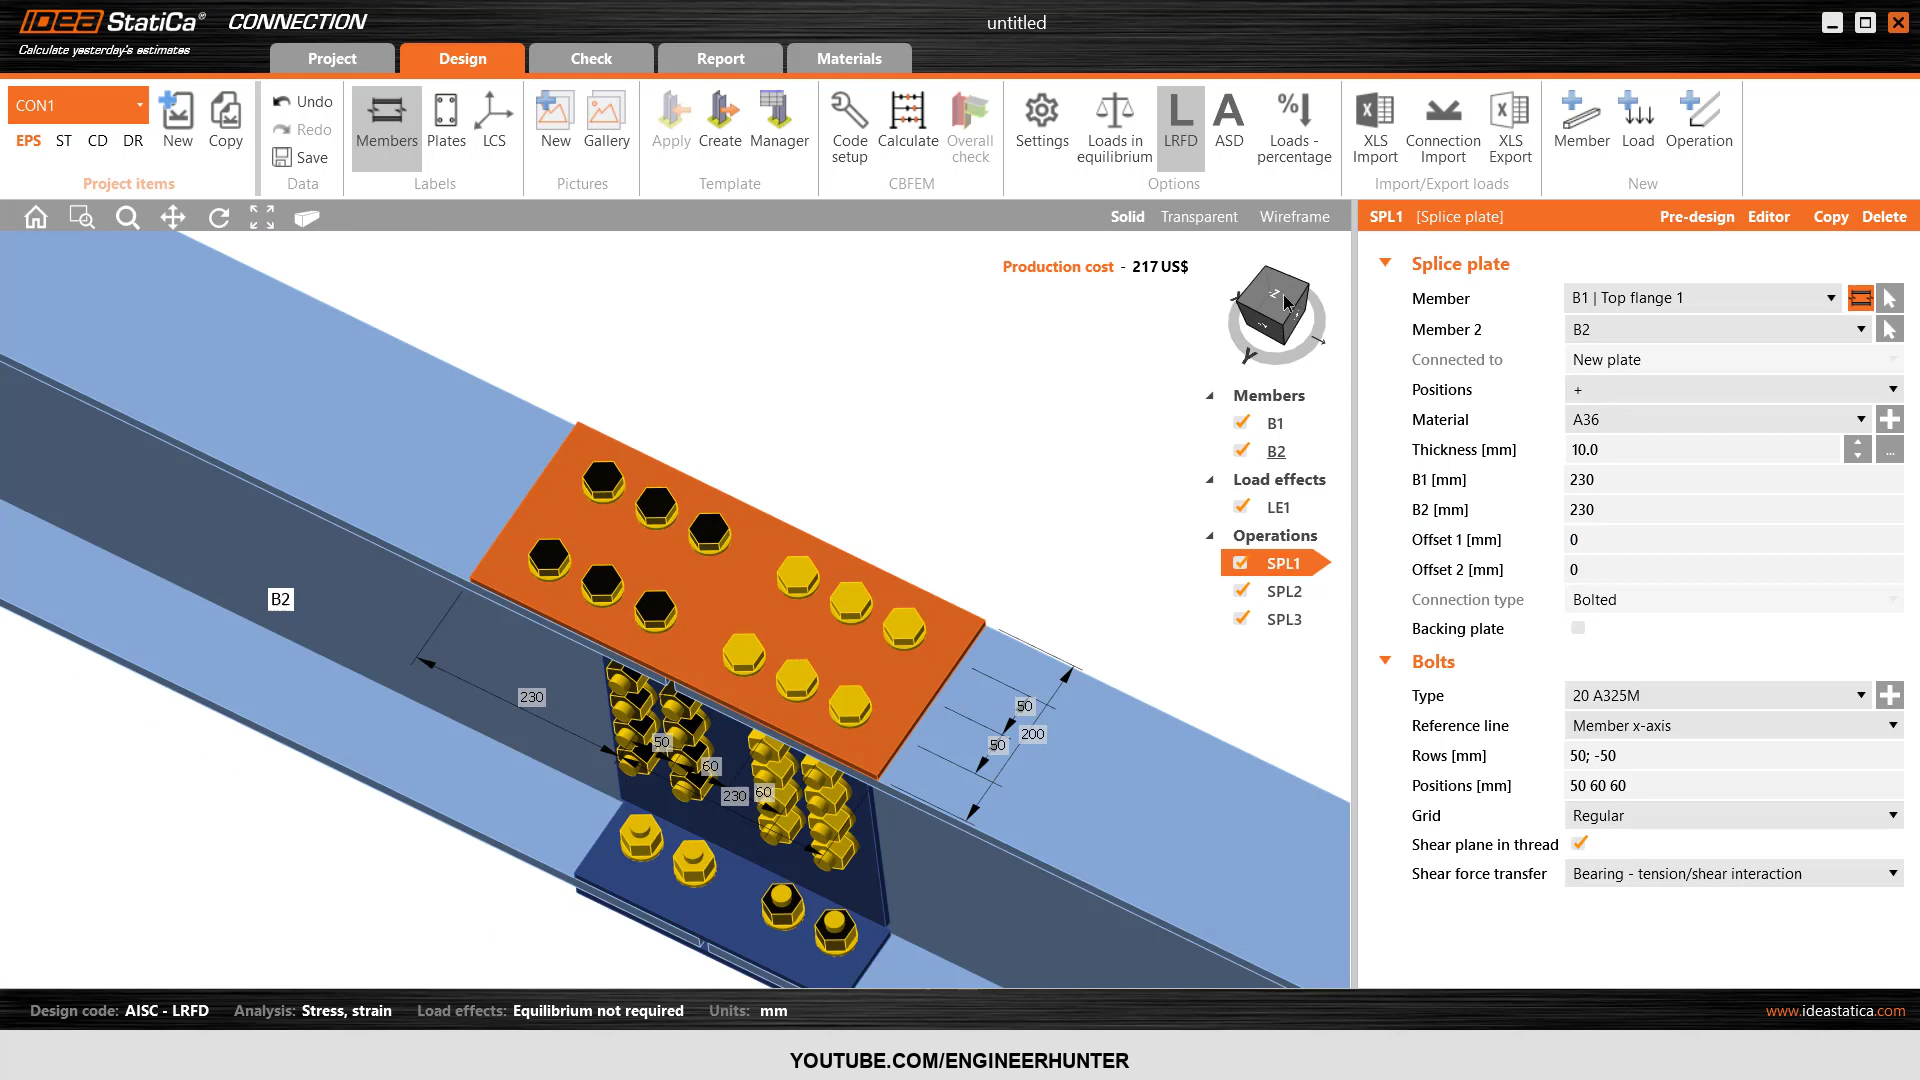 IDEA StatiCa® CONNECTION
untitled
Calculate yesterday's estimates
Project
Design
Check
Report
Materials
CON1
EPS ST CD DR
New
Copy
Project items
Undo
Redo
Save
Data
Members
Plates
LCS
Labels
New
Gallery
Pictures
Apply
Create
Manager
Template
Code setup
Calculate
Overall check
CBFEM
Settings
Loads in equilibrium
L
LRFD
A
ASD
%
Loads - percentage
Options
XLS Import
Connection Import
XLS Export
Import/Export loads
Member
Load
Operation
New
Solid Transparent Wireframe
SPL1 [Splice plate]
Pre-design Editor Copy Delete
Production cost - 217 US$
-Z
Y
Members
B1
B2
Load effects
LE1
Operations
SPL1
SPL2
SPL3
B2
230
50
60
230
60
50
50
200
Splice plate
Member B1 | Top flange 1
Member 2 B2
Connected to New plate
Positions +
Material A36
Thickness [mm] 10.0 ...
B1 [mm] 230
B2 [mm] 230
Offset 1 [mm] 0
Offset 2 [mm] 0
Connection type Bolted
Backing plate
Bolts
Type 20 A325M
Reference line Member x-axis
Rows [mm] 50; -50
Positions [mm] 50 60 60
Grid Regular
Shear plane in thread
Shear force transfer Bearing - tension/shear interaction
Design code: AISC - LRFD Analysis: Stress, strain Load effects: Equilibrium not required Units: mm
www.ideastatica.com
YOUTUBE.COM/ENGINEERHUNTER